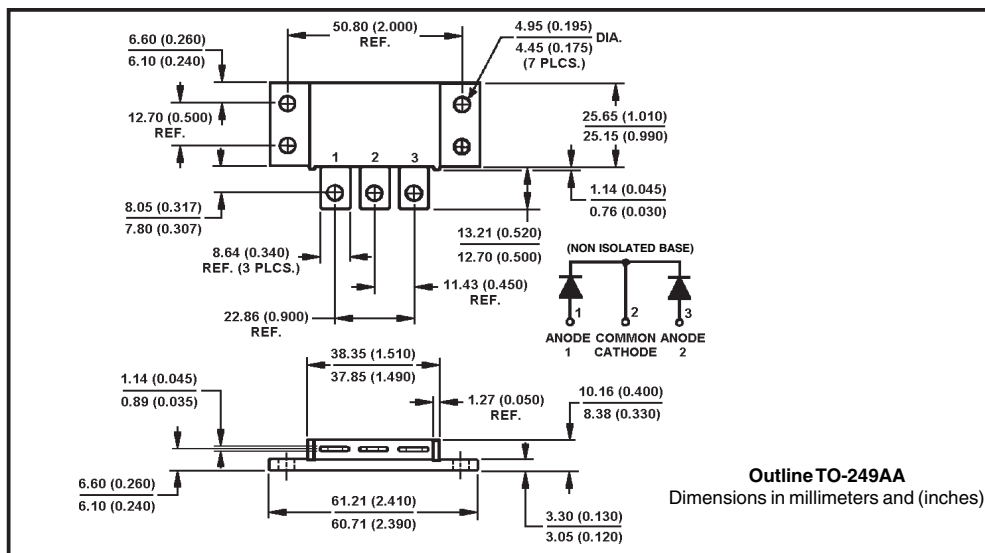 50.80 (2.000)
REF.
4.95 (0.195)
4.45 (0.175)
DIA.
(7 PLCS.)
6.60 (0.260)
6.10 (0.240)
12.70 (0.500)
REF.
25.65 (1.010)
25.15 (0.990)
1 2 3
1.14 (0.045)
0.76 (0.030)
8.05 (0.317)
7.80 (0.307)
13.21 (0.520)
12.70 (0.500)
8.64 (0.340)
REF. (3 PLCS.)
11.43 (0.450)
REF.
22.86 (0.900)
REF.
(NON ISOLATED BASE)
1 2 3
ANODE COMMON ANODE
1 CATHODE 2
38.35 (1.510)
37.85 (1.490)
1.14 (0.045)
0.89 (0.035)
1.27 (0.050)
REF.
10.16 (0.400)
8.38 (0.330)
6.60 (0.260)
6.10 (0.240)
61.21 (2.410)
60.71 (2.390)
3.30 (0.130)
3.05 (0.120)
Outline TO-249AA
Dimensions in millimeters and (inches)